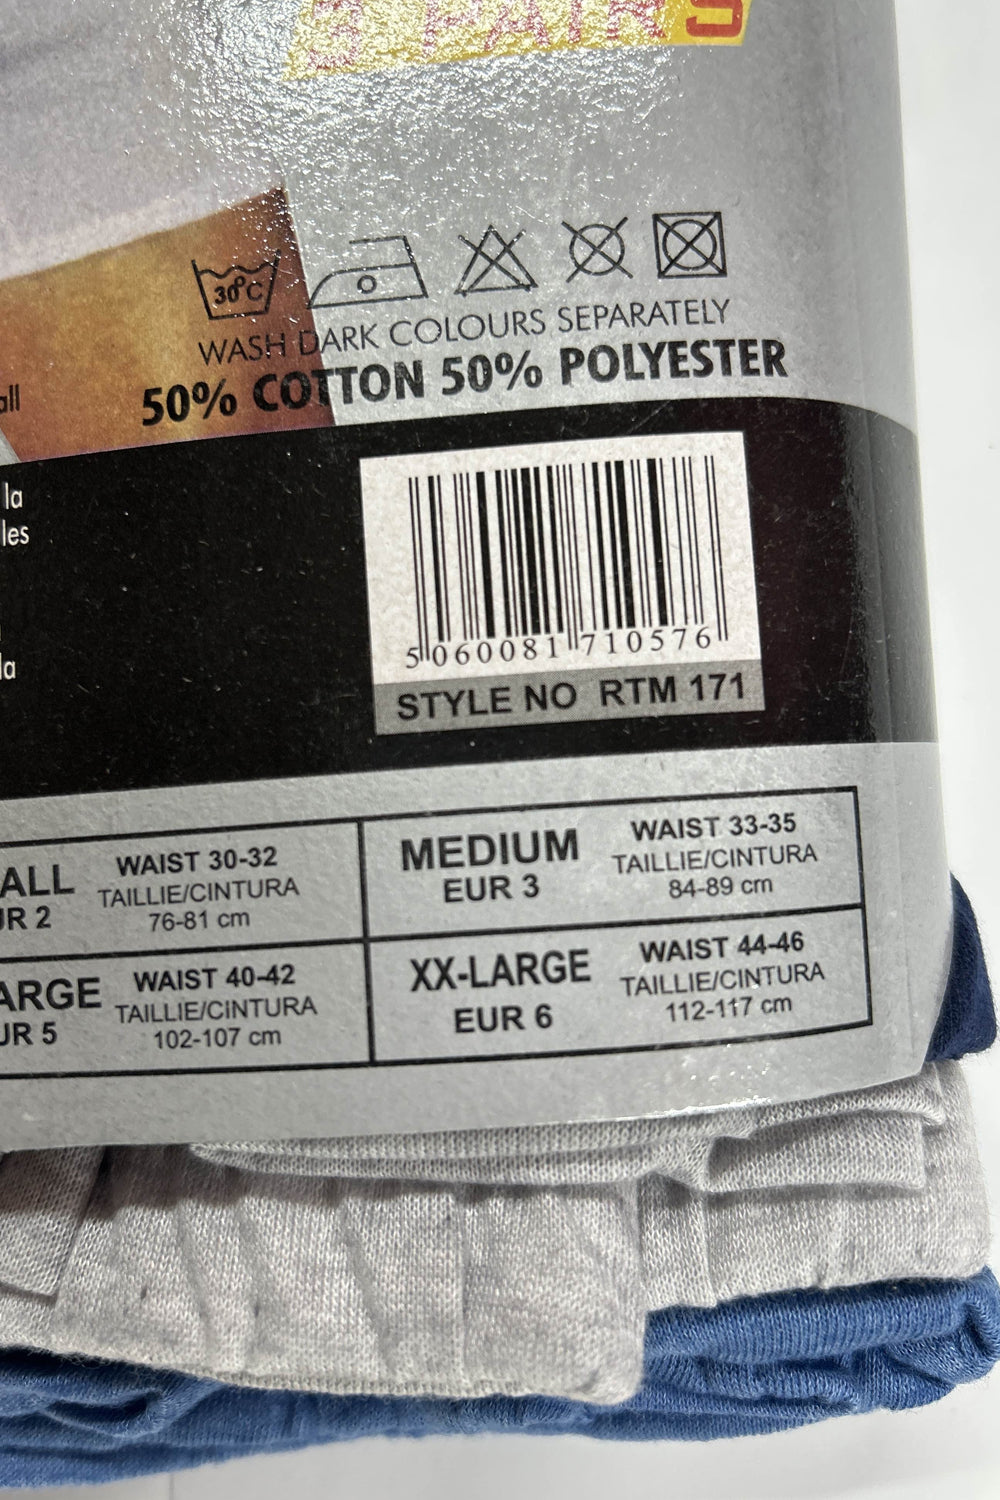 3 PAIRS
30°C
WASH DARK COLOURS SEPARATELY
50% COTTON 50% POLYESTER
all
la
les
la
5 060081 710576
STYLE NO RTM 171
ALL WAIST 30-32
TAILLIE/CINTURA
UR 2 76-81 cm
MEDIUM WAIST 33-35
TAILLIE/CINTURA
EUR 3 84-89 cm
ARGE WAIST 40-42
TAILLIE/CINTURA
UR 5 102-107 cm
XX-LARGE WAIST 44-46
TAILLIE/CINTURA
EUR 6 112-117 cm